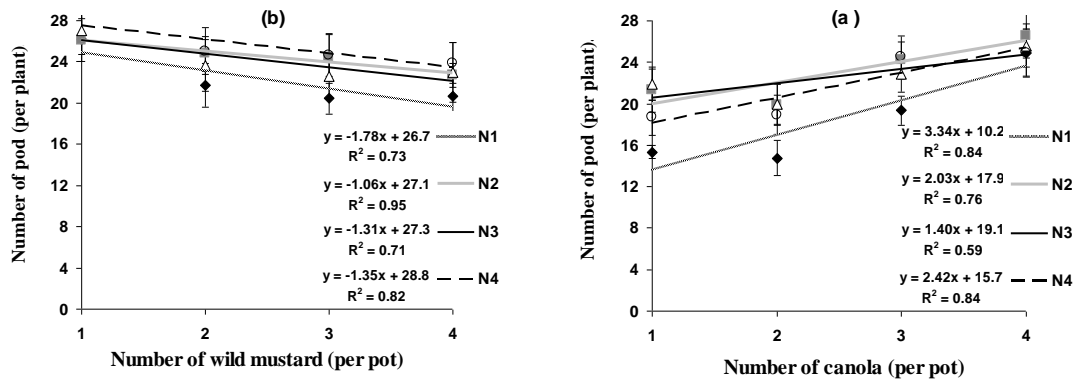 (b)
Number of pod (per plant)
28
24
20
16
12
8
4
0
1 2 3 4
Number of wild mustard (per pot)
y = -1.78x + 26.7 N1
R² = 0.73
y = -1.06x + 27.1 N2
R² = 0.95
y = -1.31x + 27.3 N3
R² = 0.71
y = -1.35x + 28.8 N4
R² = 0.82
(a )
Number of pod (per plant)
28
24
20
16
12
8
4
0
1 2 3 4
Number of canola (per pot)
y = 3.34x + 10.2 N1
R² = 0.84
y = 2.03x + 17.9 N2
R² = 0.76
y = 1.40x + 19.1 N3
R² = 0.59
y = 2.42x + 15.7 N4
R² = 0.84